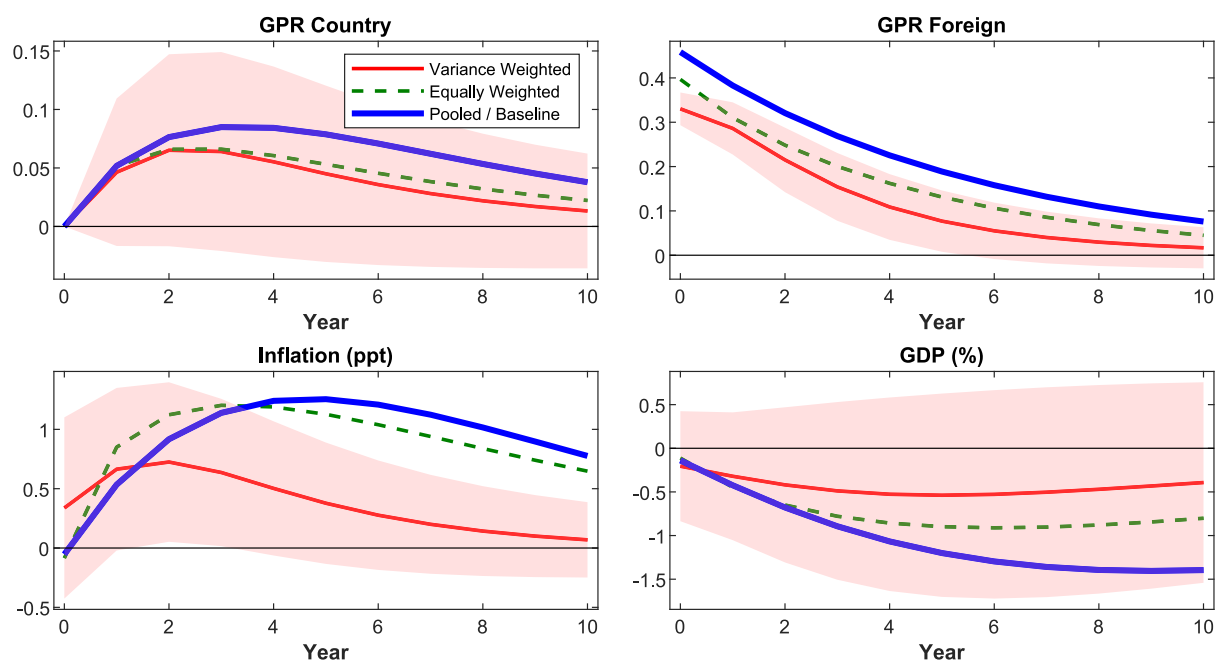 GPR Country
0.15
0.1
0.05
0
0 2 4 6 8 10
Year
Variance Weighted
Equally Weighted
Pooled / Baseline
GPR Foreign
0.4
0.3
0.2
0.1
0
0 2 4 6 8 10
Year
Inflation (ppt)
1
0.5
0
-0.5
0 2 4 6 8 10
Year
GDP (%)
0.5
0
-0.5
-1
-1.5
0 2 4 6 8 10
Year